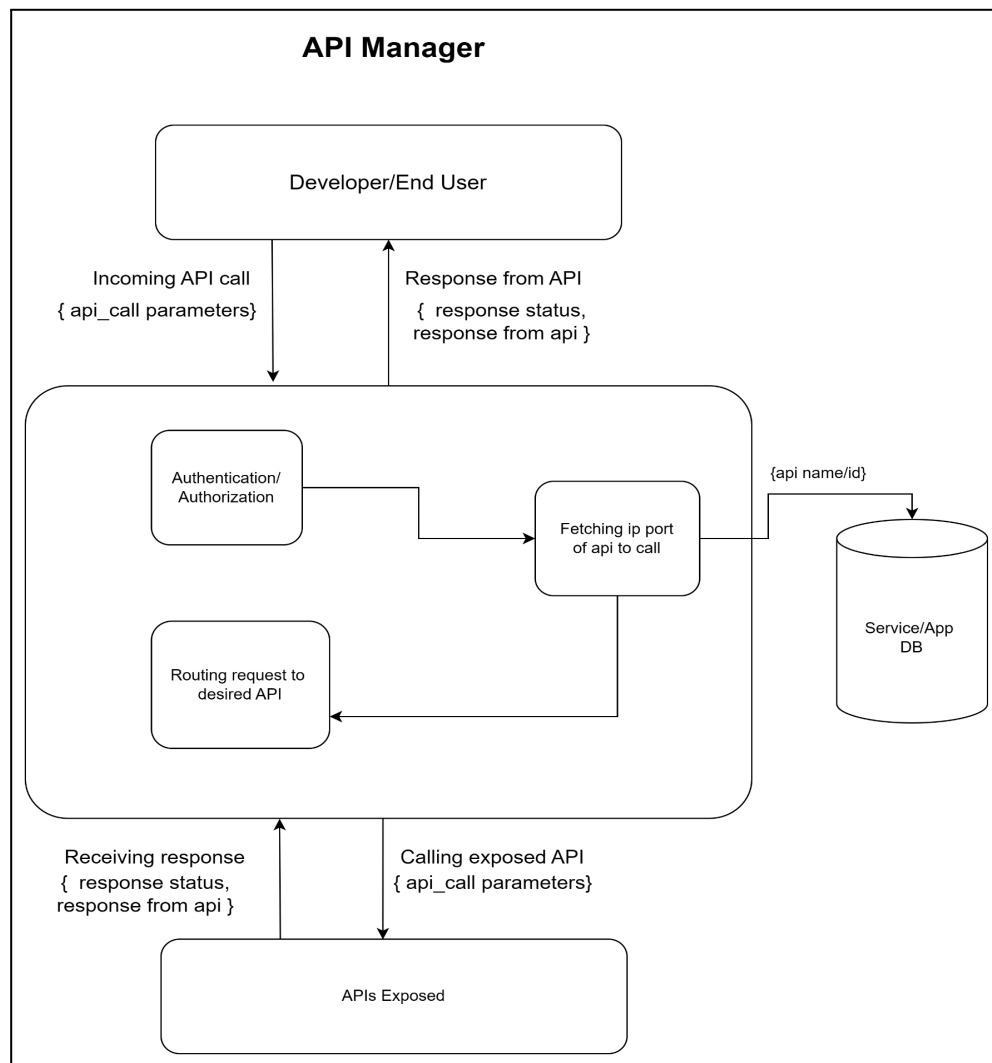 API Manager
Developer/End User
Incoming API call
{ api_call parameters}
Response from API
{ response status,
response from api }
Authentication/
Authorization
Fetching ip port
of api to call
{api name/id}
Service/App
DB
Routing request to
desired API
Receiving response
{ response status,
response from api }
Calling exposed API
{ api_call parameters}
APIs Exposed